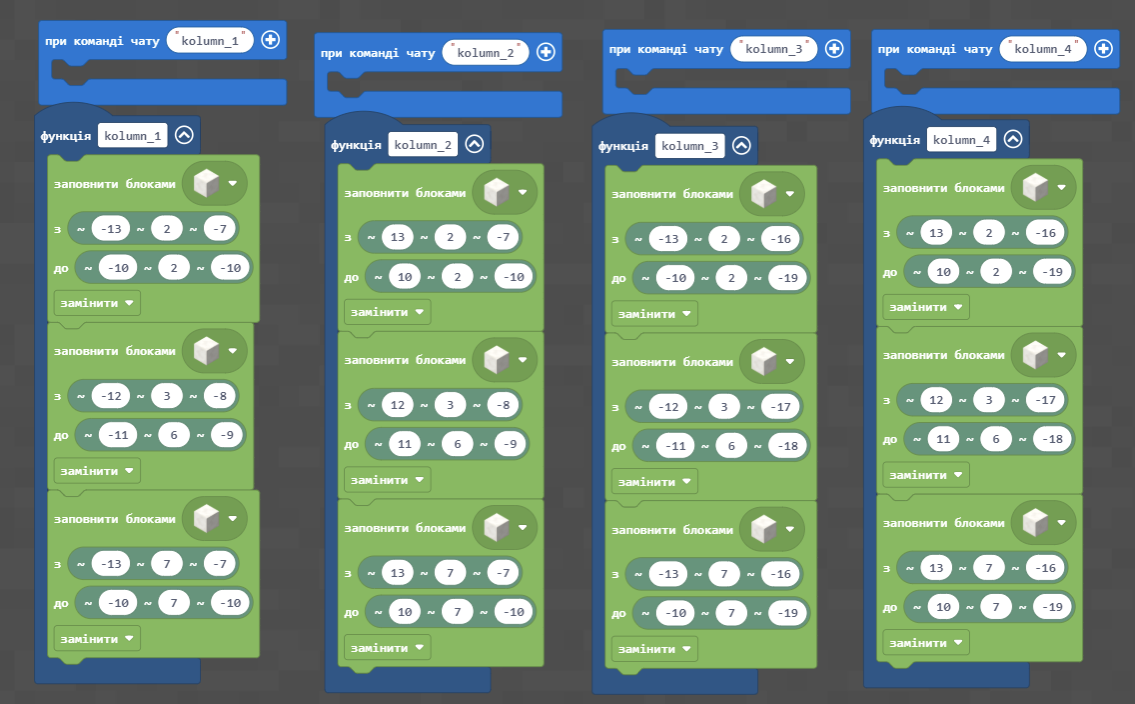 при команді чату "kolumn_1"
функція kolumn_1
заповнити блоками
з ~ -13 ~ 2 ~ -7
до ~ -10 ~ 2 ~ -10
замінити
заповнити блоками
з ~ -12 ~ 3 ~ -8
до ~ -11 ~ 6 ~ -9
замінити
заповнити блоками
з ~ -13 ~ 7 ~ -7
до ~ -10 ~ 7 ~ -10
замінити
при команді чату "kolumn_2"
функція kolumn_2
заповнити блоками
з ~ 13 ~ 2 ~ -7
до ~ 10 ~ 2 ~ -10
замінити
заповнити блоками
з ~ 12 ~ 3 ~ -8
до ~ 11 ~ 6 ~ -9
замінити
заповнити блоками
з ~ 13 ~ 7 ~ -7
до ~ 10 ~ 7 ~ -10
замінити
при команді чату "kolumn_3"
функція kolumn_3
заповнити блоками
з ~ -13 ~ 2 ~ -16
до ~ -10 ~ 2 ~ -19
замінити
заповнити блоками
з ~ -12 ~ 3 ~ -17
до ~ -11 ~ 6 ~ -18
замінити
заповнити блоками
з ~ -13 ~ 7 ~ -16
до ~ -10 ~ 7 ~ -19
замінити
при команді чату "kolumn_4"
функція kolumn_4
заповнити блоками
з ~ 13 ~ 2 ~ -16
до ~ 10 ~ 2 ~ -19
замінити
заповнити блоками
з ~ 12 ~ 3 ~ -17
до ~ 11 ~ 6 ~ -18
замінити
заповнити блоками
з ~ 13 ~ 7 ~ -16
до ~ 10 ~ 7 ~ -19
замінити